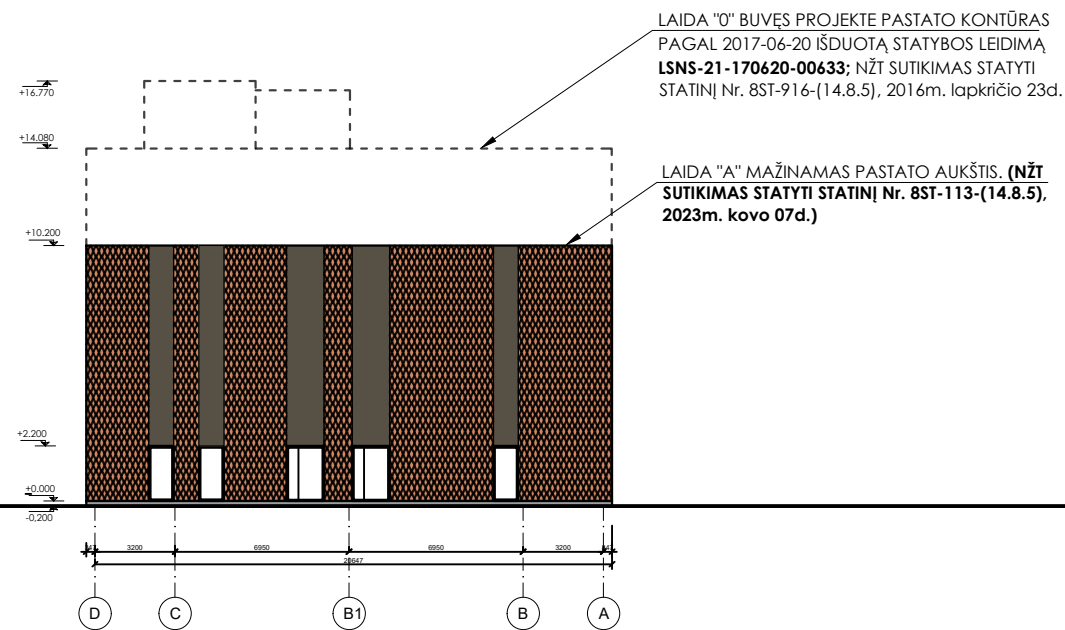 LAIDA "0" BUVĘS PROJEKTE PASTATO KONTŪRAS
PAGAL 2017-06-20 IŠDUOTĄ STATYBOS LEIDIMĄ
LSNS-21-170620-00633; NŽT SUTIKIMAS STATYTI
STATINĮ Nr. 8ST-916-(14.8.5), 2016m. lapkričio 23d.
+16.770
+14.080
LAIDA "A" MAŽINAMAS PASTATO AUKŠTIS. (NŽT
SUTIKIMAS STATYTI STATINĮ Nr. 8ST-113-(14.8.5),
2023m. kovo 07d.)
+10.200
+2.200
+0.000
-0,200
3200 6950 6950 3200
20647
D C B1 B A